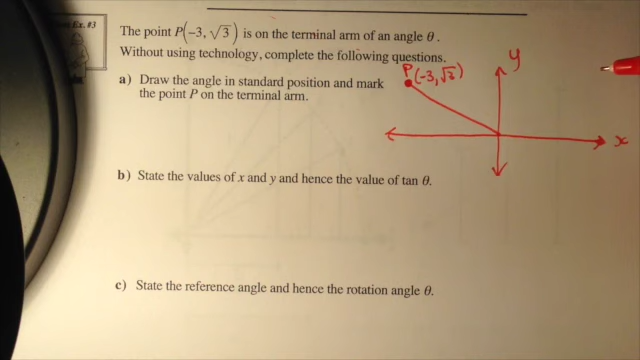 Ex. #3
The point P(−3, √3) is on the terminal arm of an angle θ.
Without using technology, complete the following questions.
a) Draw the angle in standard position and mark
the point P on the terminal arm.
y
P
(-3, √3)
x
b) State the values of x and y and hence the value of tan θ.
c) State the reference angle and hence the rotation angle θ.